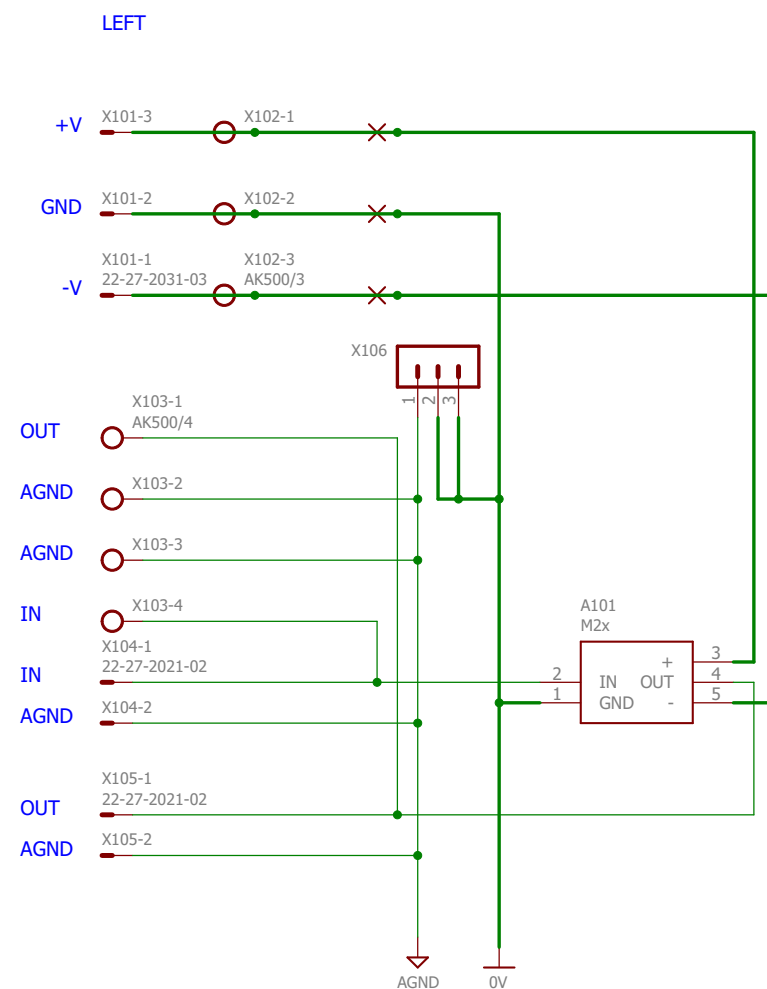 LEFT
+V
X101-3
X102-1
GND
X101-2
X102-2
-V
X101-1
22-27-2031-03
X102-3
AK500/3
X106
1
2
3
OUT
X103-1
AK500/4
AGND
X103-2
AGND
X103-3
IN
X103-4
IN
X104-1
22-27-2021-02
AGND
X104-2
A101
M2x
2
1
IN
GND
+
OUT
-
3
4
5
OUT
X105-1
22-27-2021-02
AGND
X105-2
AGND
0V